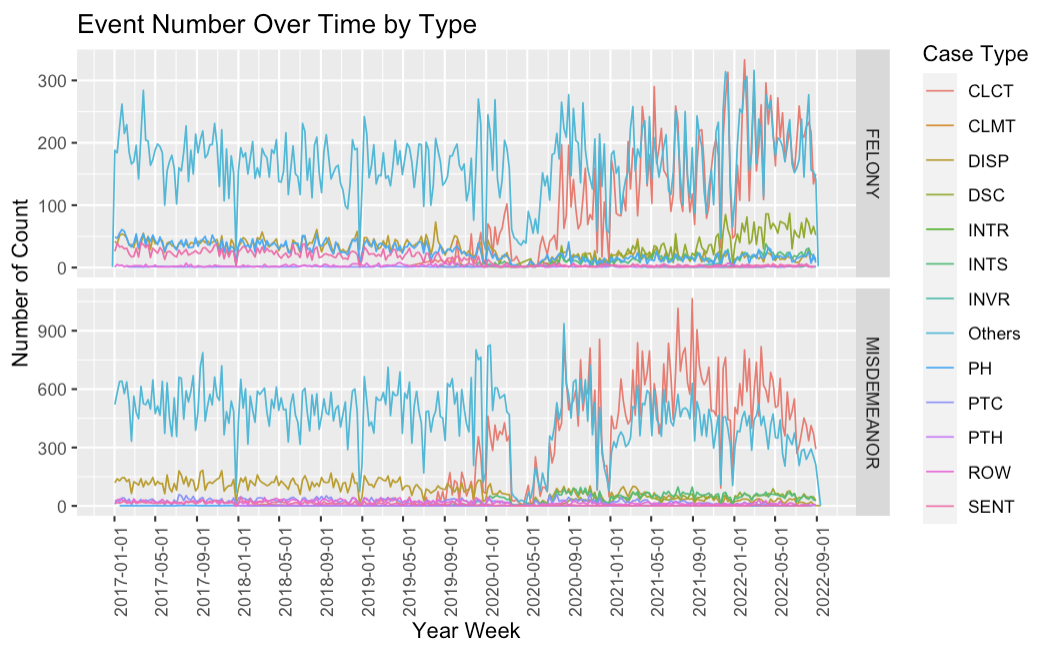 Event Number Over Time by Type
Number of Count
300
200
100
0
FELONY
900
600
300
0
MISDEMEANOR
2017-01-01
2017-05-01
2017-09-01
2018-01-01
2018-05-01
2018-09-01
2019-01-01
2019-05-01
2019-09-01
2020-01-01
2020-05-01
2020-09-01
2021-01-01
2021-05-01
2021-09-01
2022-01-01
2022-05-01
2022-09-01
Year Week
Case Type
CLCT
CLMT
DISP
DSC
INTR
INTS
INVR
Others
PH
PTC
PTH
ROW
SENT